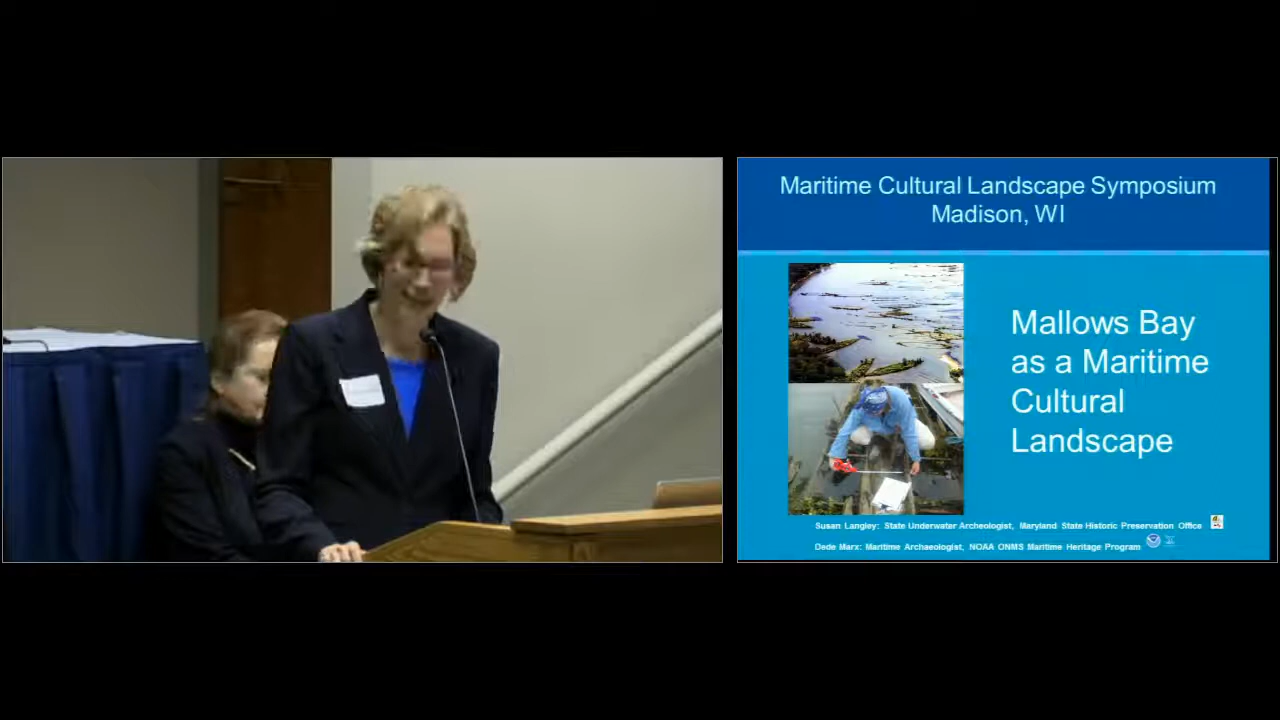 Maritime Cultural Landscape Symposium
Madison, WI
Mallows Bay
as a Maritime
Cultural
Landscape
Susan Langley: State Underwater Archeologist, Maryland State Historic Preservation Office
Dede Marx: Maritime Archaeologist, NOAA ONMS Maritime Heritage Program